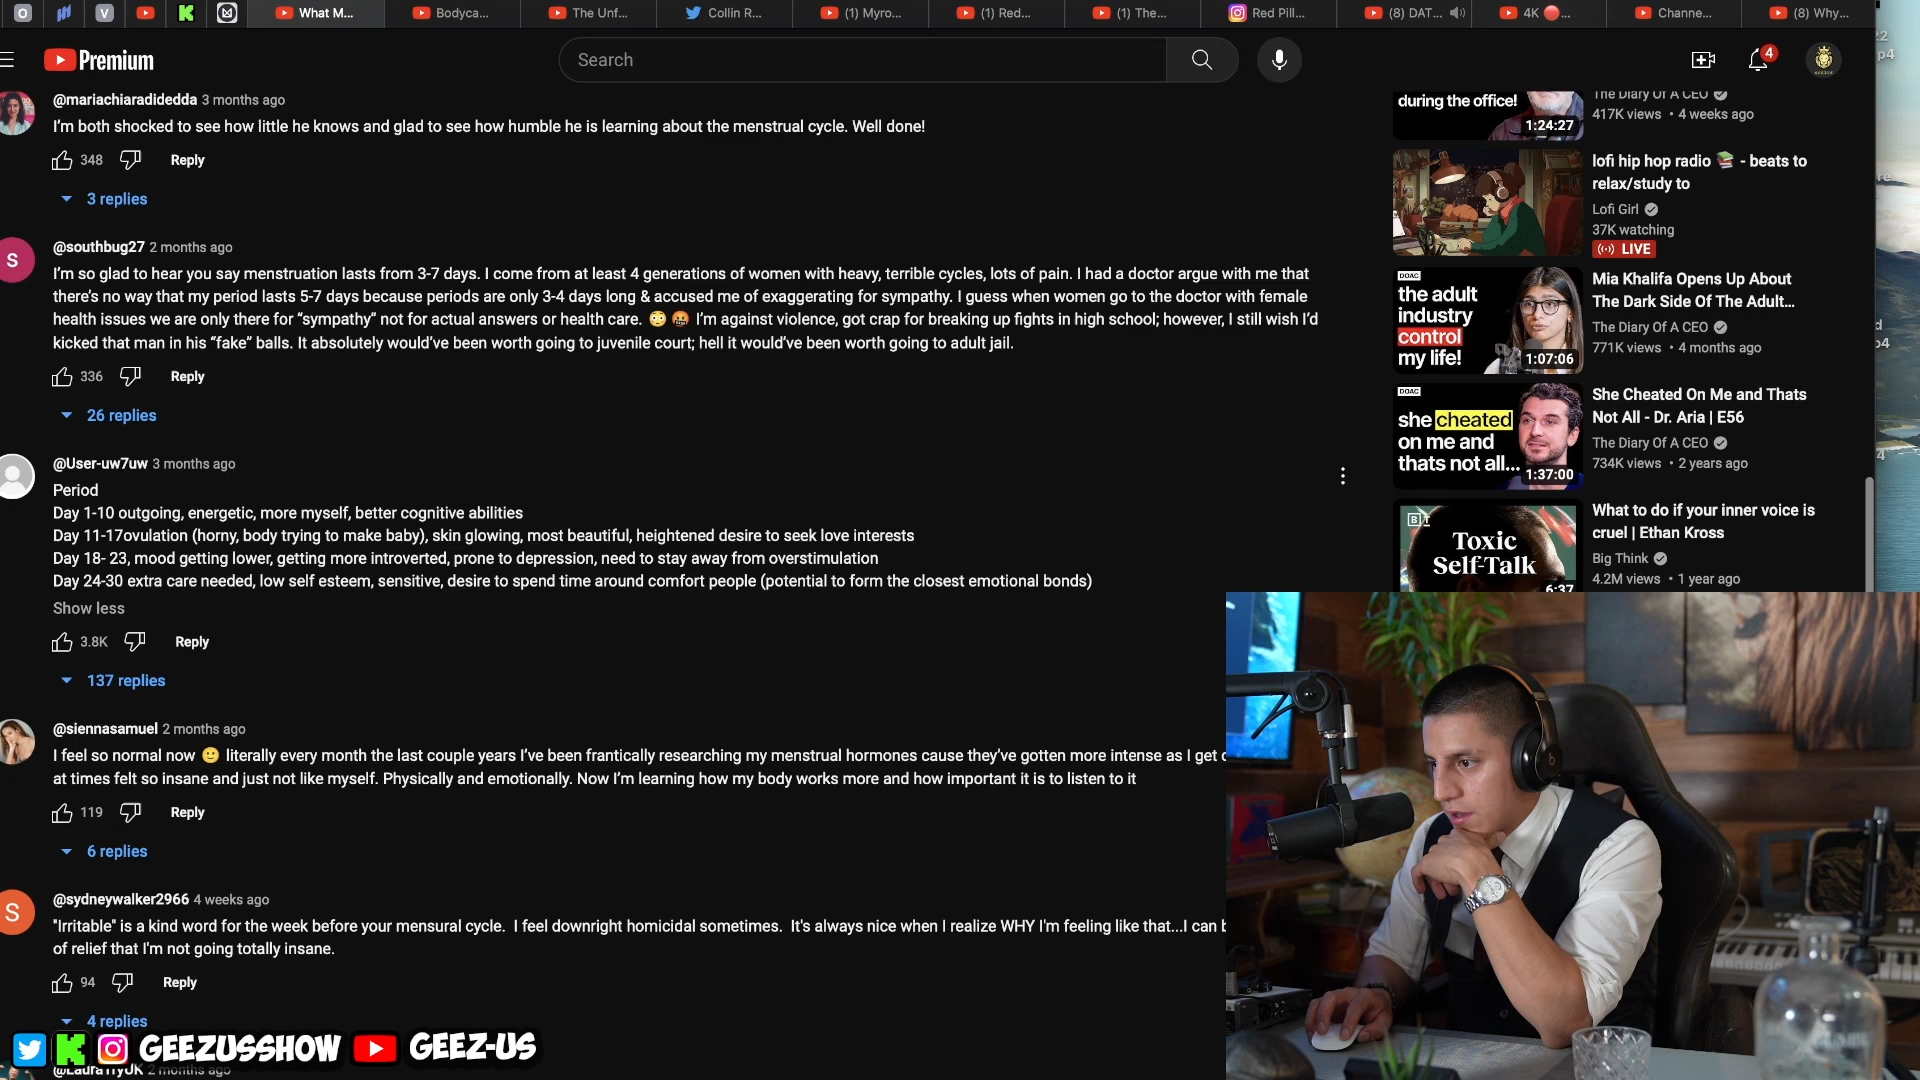 What M...
Bodyca...
The Unf...
Collin R...
(1) Myro...
(1) Red...
(1) The...
Red Pill...
(8) DAT...
4K 🔴...
Channe...
(8) Why...
Premium
Search
4
@mariachiaradidedda 3 months ago
I'm both shocked to see how little he knows and glad to see how humble he is learning about the menstrual cycle. Well done!
348 Reply
3 replies
@southbug27 2 months ago
I'm so glad to hear you say menstruation lasts from 3-7 days. I come from at least 4 generations of women with heavy, terrible cycles, lots of pain. I had a doctor argue with me that
there's no way that my period lasts 5-7 days because periods are only 3-4 days long & accused me of exaggerating for sympathy. I guess when women go to the doctor with female
health issues we are only there for “sympathy” not for actual answers or health care. 😳 🤬 I'm against violence, got crap for breaking up fights in high school; however, I still wish I'd
kicked that man in his “fake” balls. It absolutely would've been worth going to juvenile court; hell it would've been worth going to adult jail.
336 Reply
26 replies
@User-uw7uw 3 months ago
Period
Day 1-10 outgoing, energetic, more myself, better cognitive abilities
Day 11-17ovulation (horny, body trying to make baby), skin glowing, most beautiful, heightened desire to seek love interests
Day 18- 23, mood getting lower, getting more introverted, prone to depression, need to stay away from overstimulation
Day 24-30 extra care needed, low self esteem, sensitive, desire to spend time around comfort people (potential to form the closest emotional bonds)
Show less
3.8K Reply
137 replies
@siennasamuel 2 months ago
I feel so normal now 🙂 literally every month the last couple years I've been frantically researching my menstrual hormones cause they've gotten more intense as I get
at times felt so insane and just not like myself. Physically and emotionally. Now I'm learning how my body works more and how important it is to listen to it
119 Reply
6 replies
@sydneywalker2966 4 weeks ago
"Irritable" is a kind word for the week before your mensural cycle. I feel downright homicidal sometimes. It's always nice when I realize WHY I'm feeling like that...I can
of relief that I'm not going totally insane.
94 Reply
4 replies
2 months ago
GEEZUSSHOW GEEZ-US
during the office!
1:24:27
The Diary Of A CEO
417K views • 4 weeks ago
lofi hip hop radio 📚 - beats to
relax/study to
Lofi Girl
37K watching
LIVE
DOAC
the adult
industry
control
my life!
1:07:06
Mia Khalifa Opens Up About
The Dark Side Of The Adult...
The Diary Of A CEO
771K views • 4 months ago
DOAC
she cheated
on me and
thats not all...
1:37:00
She Cheated On Me and Thats
Not All - Dr. Aria | E56
The Diary Of A CEO
734K views • 2 years ago
Toxic
Self-Talk
6:37
What to do if your inner voice is
cruel | Ethan Kross
Big Think
4.2M views • 1 year ago